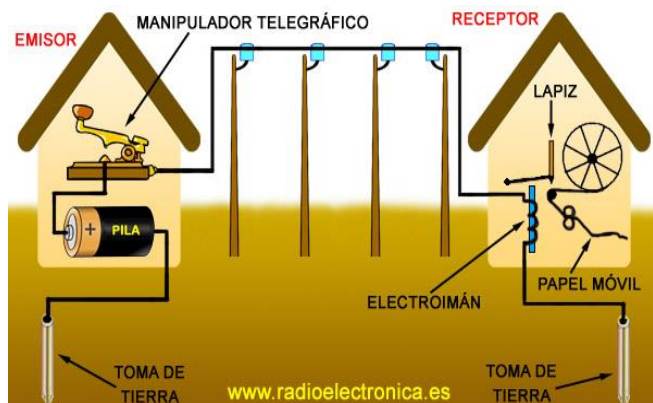 MANIPULADOR TELEGRÁFICO
EMISOR
RECEPTOR
LAPIZ
+
PILA
ELECTROIMÁN
PAPEL MÓVIL
TOMA DE
TIERRA
TOMA DE
TIERRA
www.radioelectronica.es